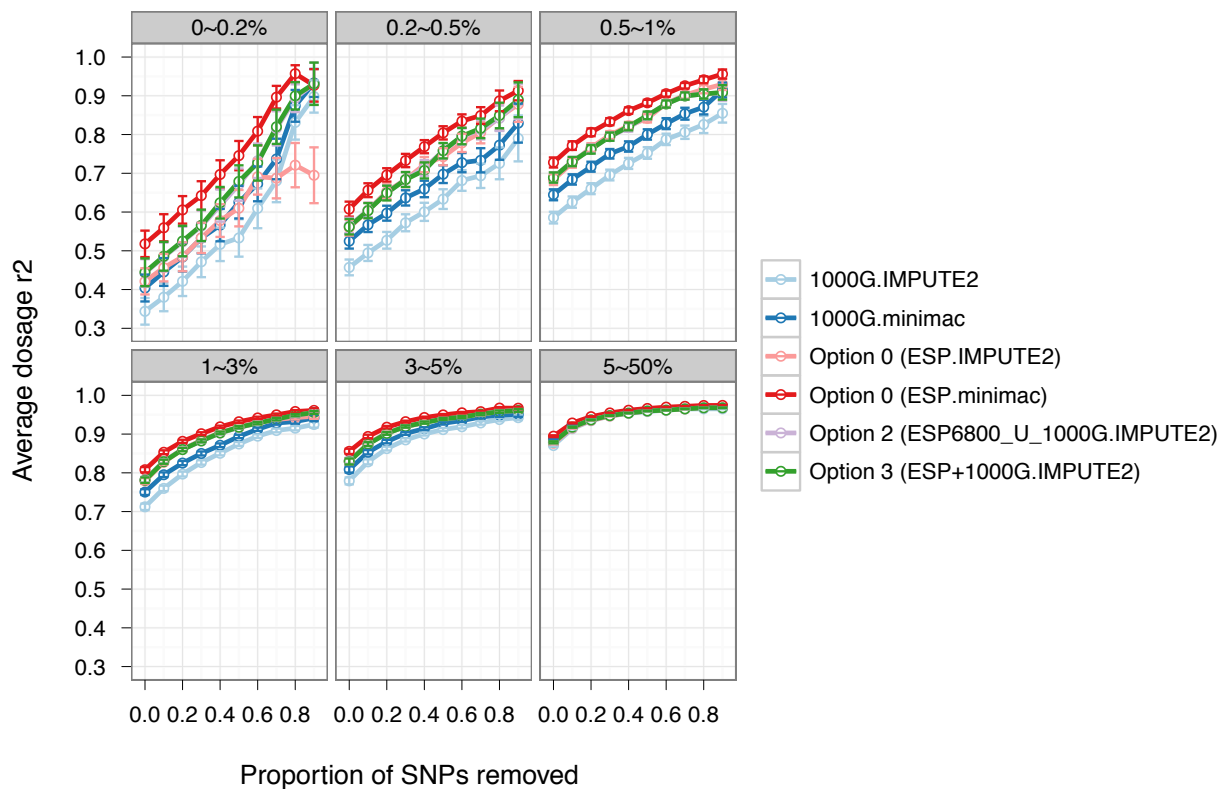 0~0.2%
0.2~0.5%
0.5~1%
1.0
0.9
0.8
0.7
0.6
0.5
0.4
0.3
1~3%
3~5%
5~50%
1.0
0.9
0.8
0.7
0.6
0.5
0.4
0.3
0.0 0.2 0.4 0.6 0.8
0.0 0.2 0.4 0.6 0.8
0.0 0.2 0.4 0.6 0.8
Average dosage r2
Proportion of SNPs removed
1000G.IMPUTE2
1000G.minimac
Option 0 (ESP.IMPUTE2)
Option 0 (ESP.minimac)
Option 2 (ESP6800_U_1000G.IMPUTE2)
Option 3 (ESP+1000G.IMPUTE2)